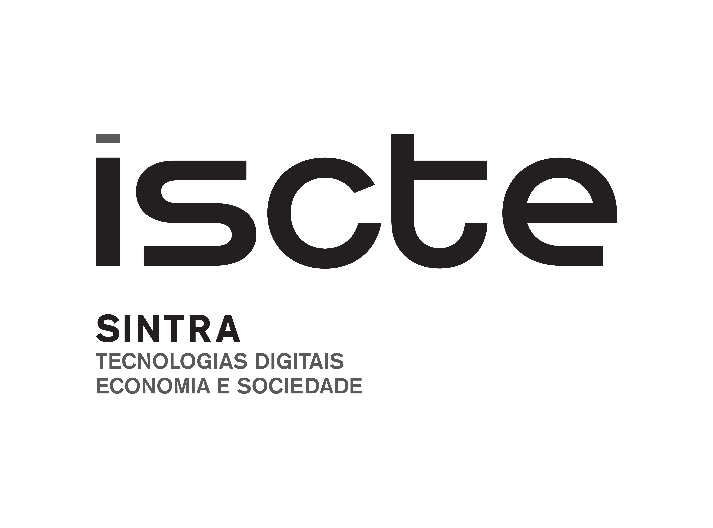 iscte
SINTRA
TECNOLOGIAS DIGITAIS
ECONOMIA E SOCIEDADE